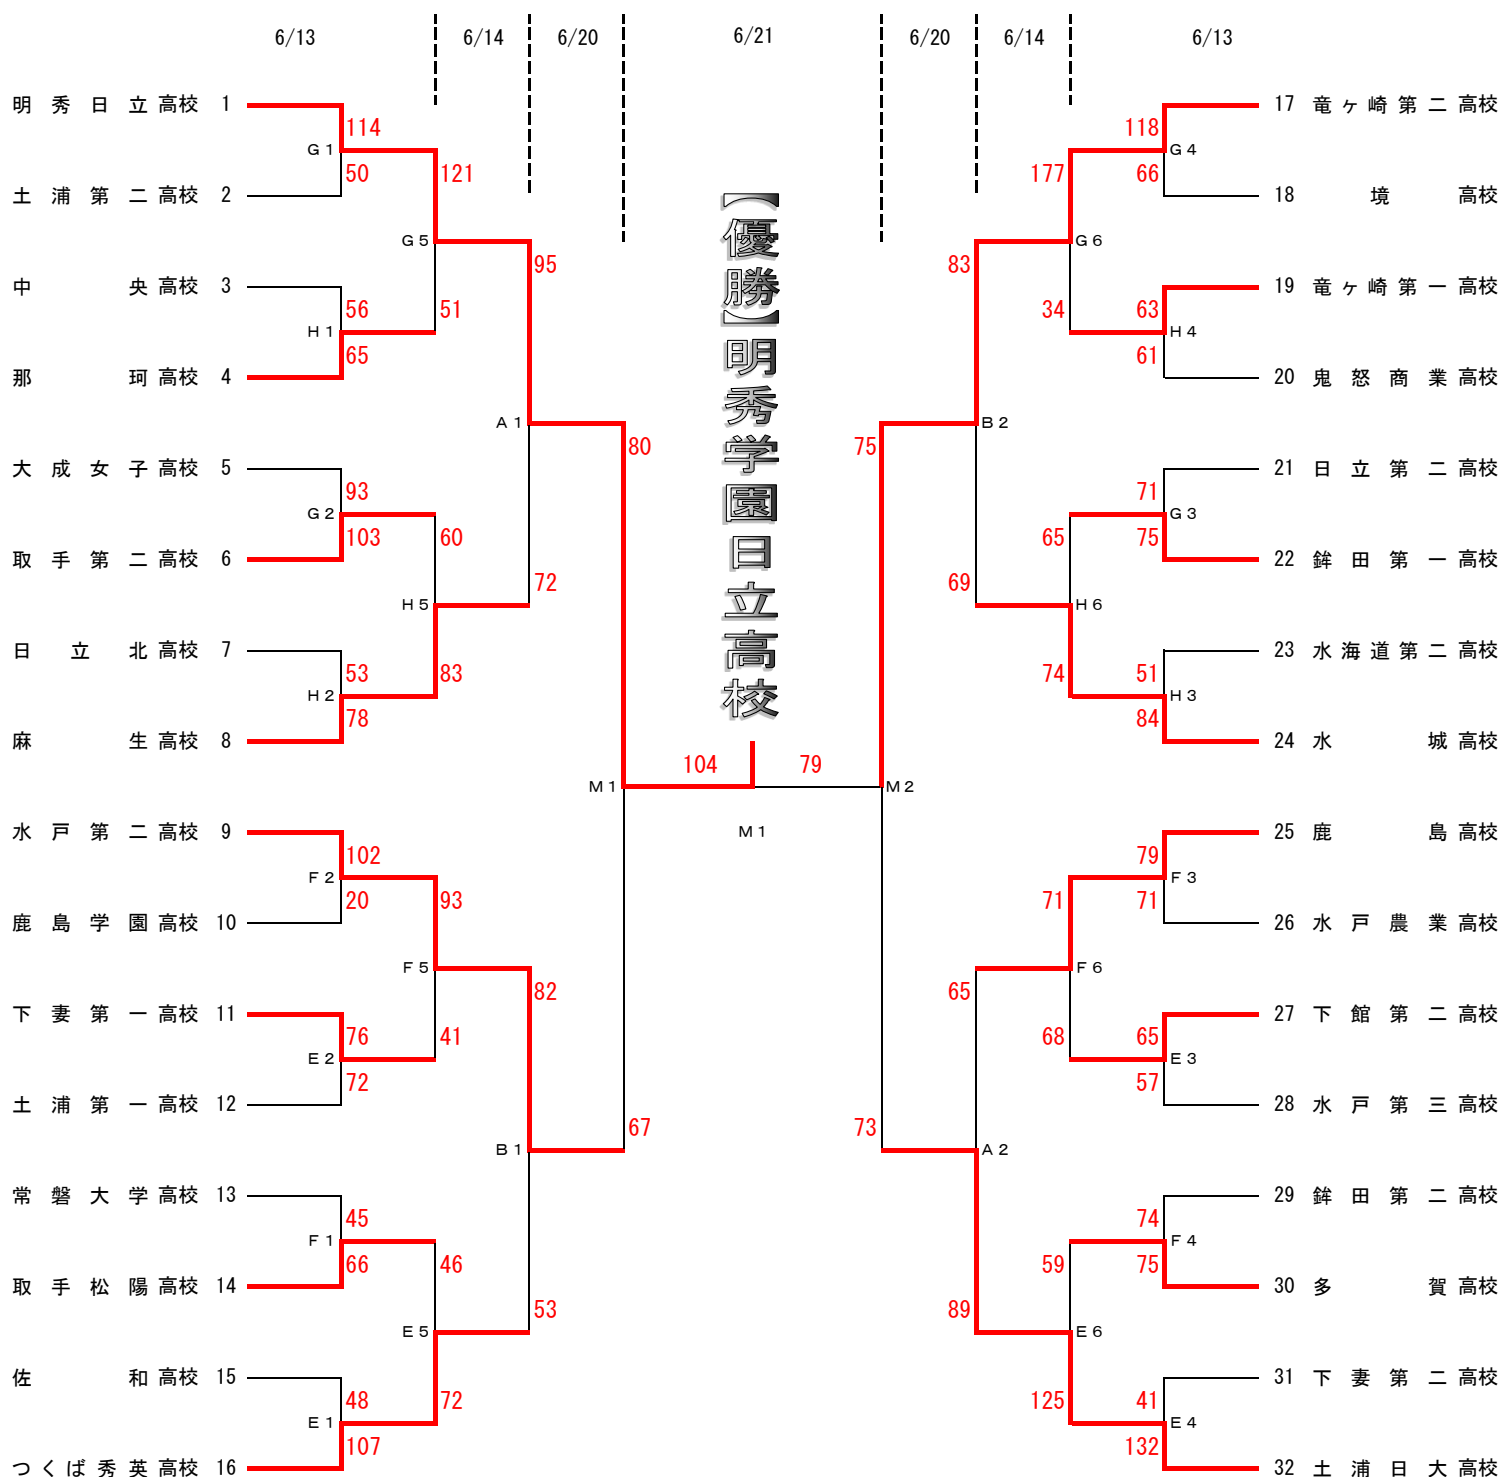 6/13 6/14 6/20 6/21 6/20 6/14 6/13
明秀日立高校 1
114
G1
50
土浦第二高校 2
121
G5
中央高校 3
56
H1
65
那珂高校 4
51
95
A1
大成女子高校 5
93
G2
103
取手第二高校 6
60
H5
72
日立北高校 7
53
H2
78
麻生高校 8
83
80
M1
水戸第二高校 9
102
F2
20
鹿島学園高校 10
93
F5
下妻第一高校 11
76
E2
72
土浦第一高校 12
41
82
B1
67
常磐大学高校 13
45
F1
66
取手松陽高校 14
46
E5
53
佐和高校 15
48
E1
107
つくば秀英高校 16
72
【優勝】明秀学園日立高校
104 79
M1
17 竜ヶ崎第二高校
118
G4
66
18 境高校
177
G6
19 竜ヶ崎第一高校
63
H4
61
20 鬼怒商業高校
34
83
B2
21 日立第二高校
71
G3
75
22 鉾田第一高校
65
H6
69
23 水海道第二高校
51
H3
84
24 水城高校
74
75
M2
25 鹿島高校
79
F3
71
26 水戸農業高校
71
F6
27 下館第二高校
65
E3
57
28 水戸第三高校
68
65
A2
73
29 鉾田第二高校
74
F4
75
30 多賀高校
59
E6
89
31 下妻第二高校
41
E4
132
32 土浦日大高校
125